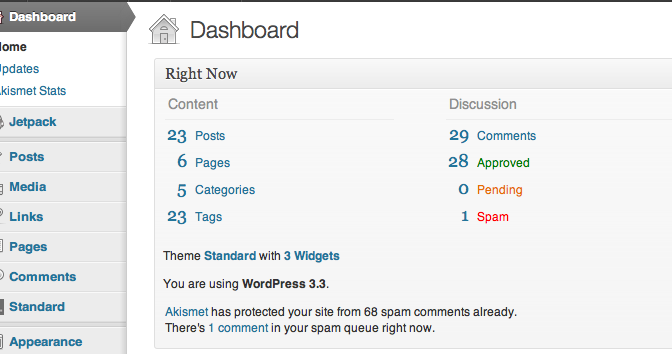 Dashboard
Home
Updates
Akismet Stats
Jetpack
Posts
Media
Links
Pages
Comments
Standard
Appearance
Dashboard
Right Now
Content
23 Posts
6 Pages
5 Categories
23 Tags
Discussion
29 Comments
28 Approved
0 Pending
1 Spam
Theme Standard with 3 Widgets
You are using WordPress 3.3.
Akismet has protected your site from 68 spam comments already.
There's 1 comment in your spam queue right now.